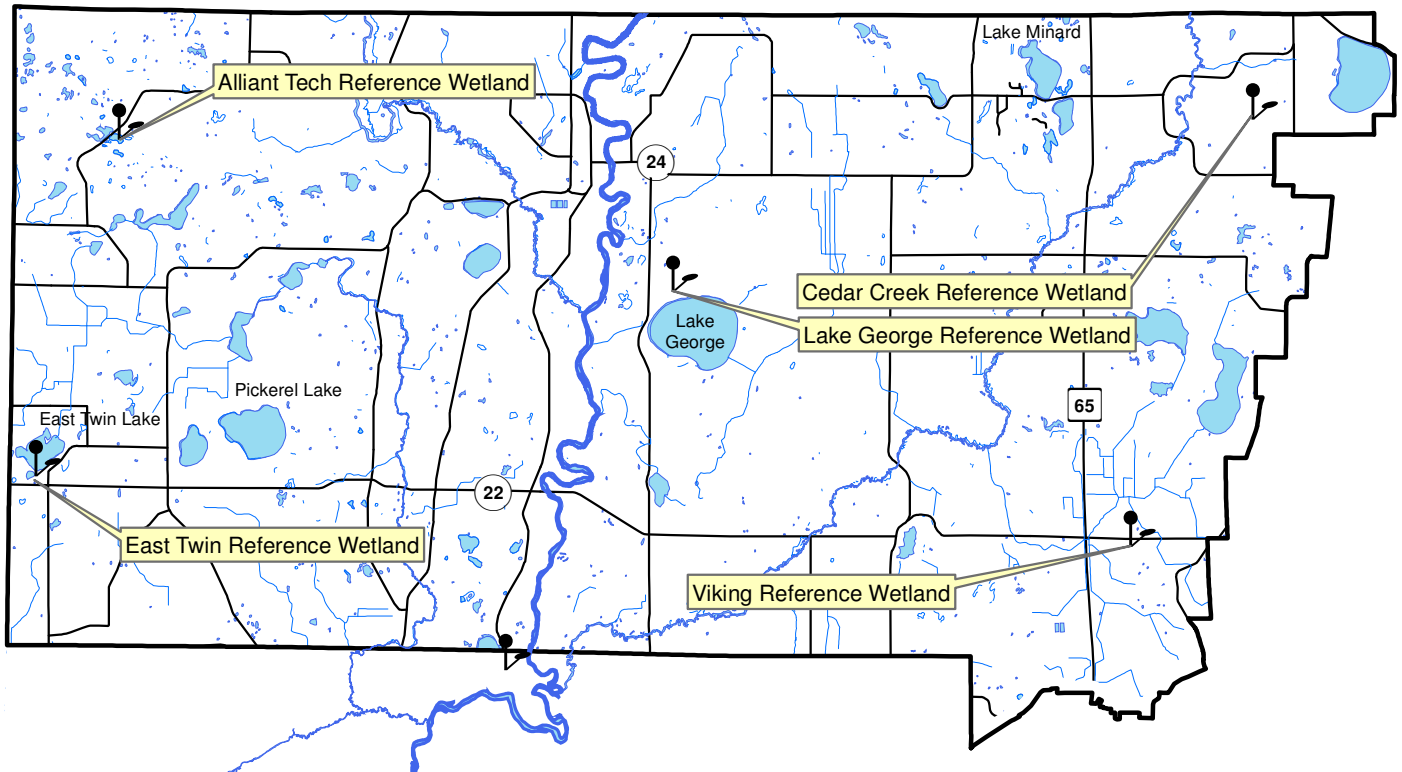 Lake Minard
Alliant Tech Reference Wetland
24
Cedar Creek Reference Wetland
Lake
George
Lake George Reference Wetland
Pickerel Lake
65
East Twin Lake
22
East Twin Reference Wetland
Viking Reference Wetland